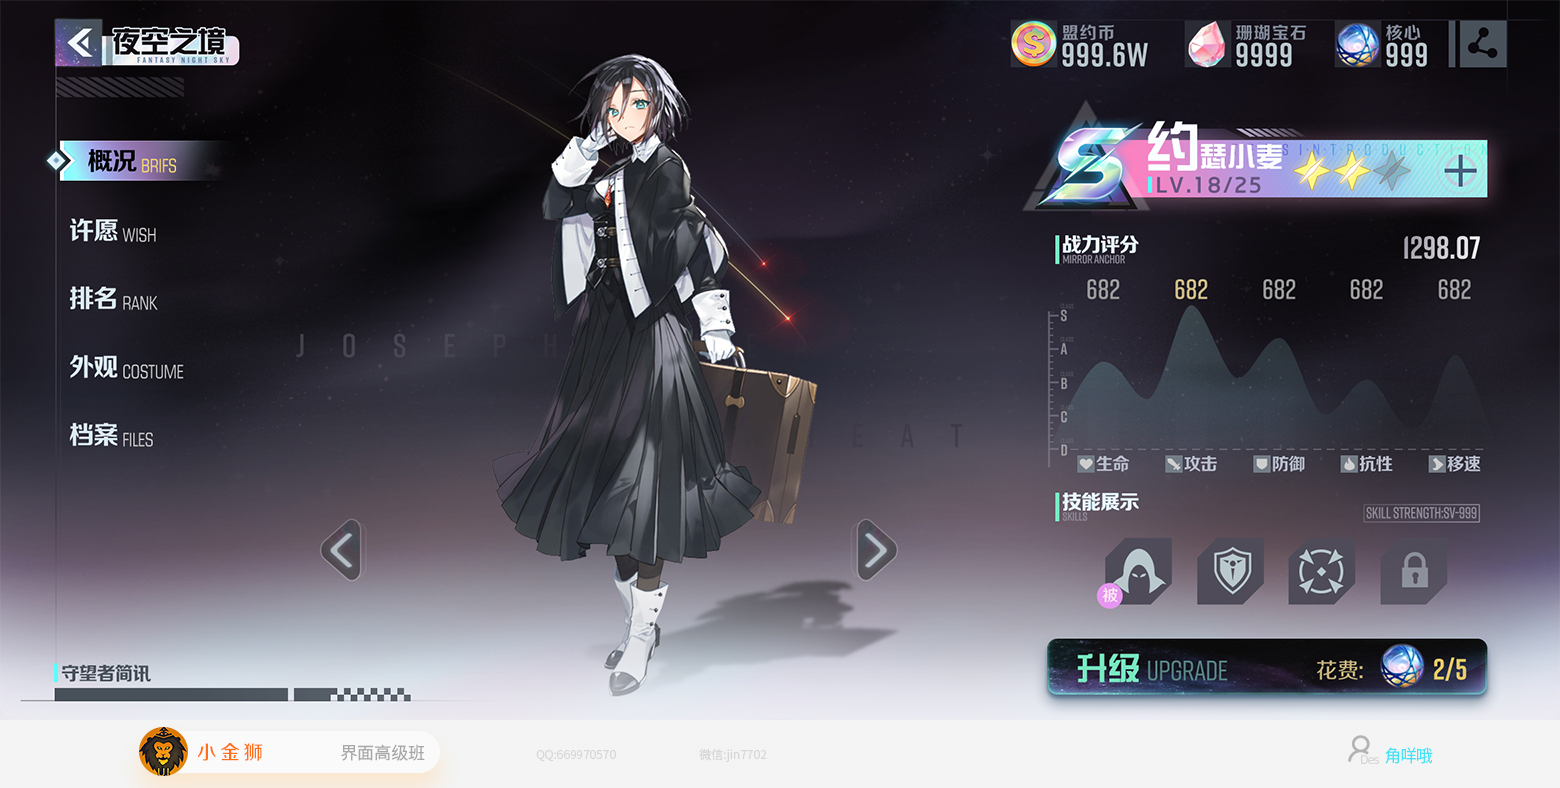 夜空之境
FANTASY NIGHT SKY
盟约币
999.6W
珊瑚宝石
9999
核心
999
概况 BRIFS
许愿 WISH
排名 RANK
外观 COSTUME
档案 FILES
S
约瑟小麦
INTRODUCTION
LV.18/25
战力评分
MIRROR ANCHOR
1298.07
682 682 682 682 682
S
A
B
C
D
生命 攻击 防御 抗性 移速
技能展示
SKILLS
SKILL STRENGTH:SV-999
被
升级 UPGRADE
花费: 2/5
守望者简讯
小金狮
界面高级班
QQ:669970570
微信:jin7702
Des 角咩哦